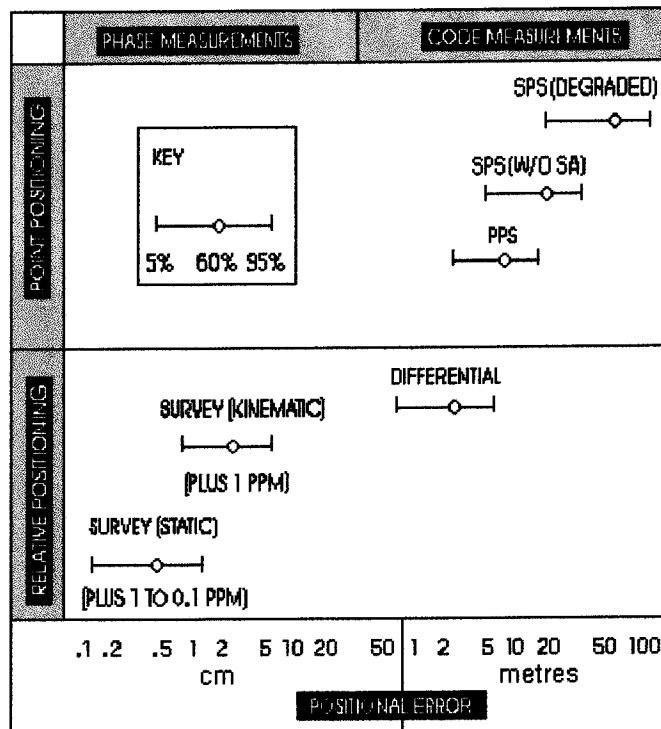 PHASE MEASUREMENTS
CODE MEASUREMENTS
POINT POSITIONING
SPS (DEGRADED)
KEY
5% 60% 95%
SPS (W/O SA)
PPS
RELATIVE POSITIONING
DIFFERENTIAL
SURVEY (KINEMATIC)
(PLUS 1 PPM)
SURVEY (STATIC)
(PLUS 1 TO 0.1 PPM)
.1 .2 .5 1 2 5 10 20 50 1 2 5 10 20 50 100
cm metres
POSITIONAL ERROR